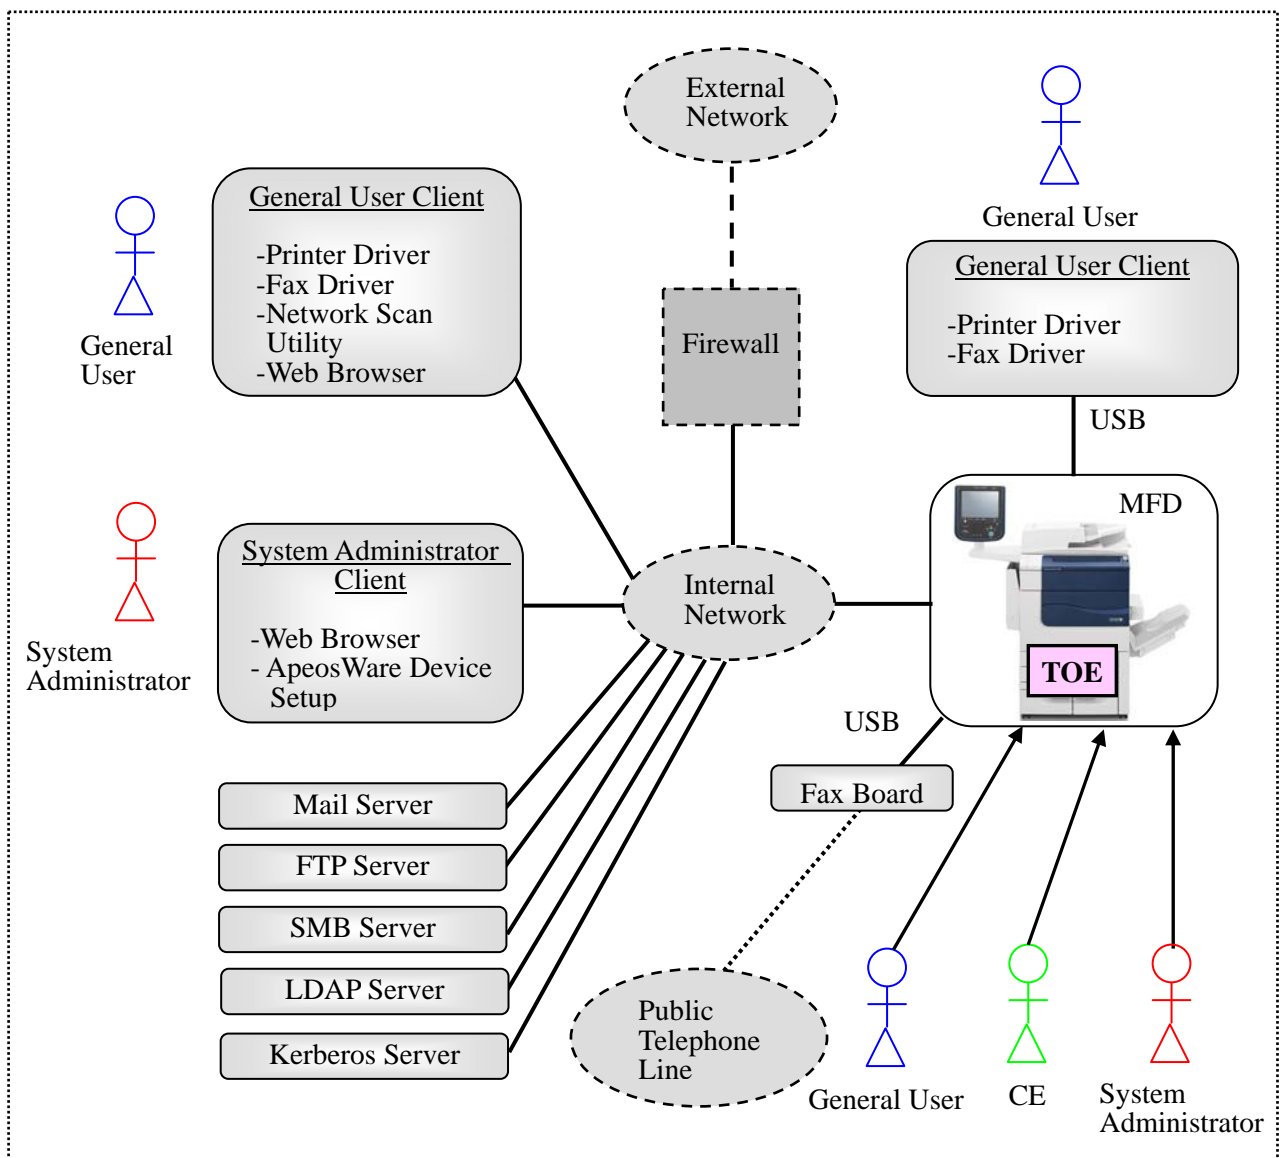 External
Network
General User
General User Client
-Printer Driver
-Fax Driver
-Network Scan
Utility
-Web Browser
General
User
General User Client
-Printer Driver
-Fax Driver
USB
Firewall
MFD
TOE
System Administrator
Client
-Web Browser
- ApeosWare Device
Setup
System
Administrator
Internal
Network
USB
Fax Board
Mail Server
FTP Server
SMB Server
LDAP Server
Kerberos Server
Public
Telephone
Line
General User
CE
System
Administrator